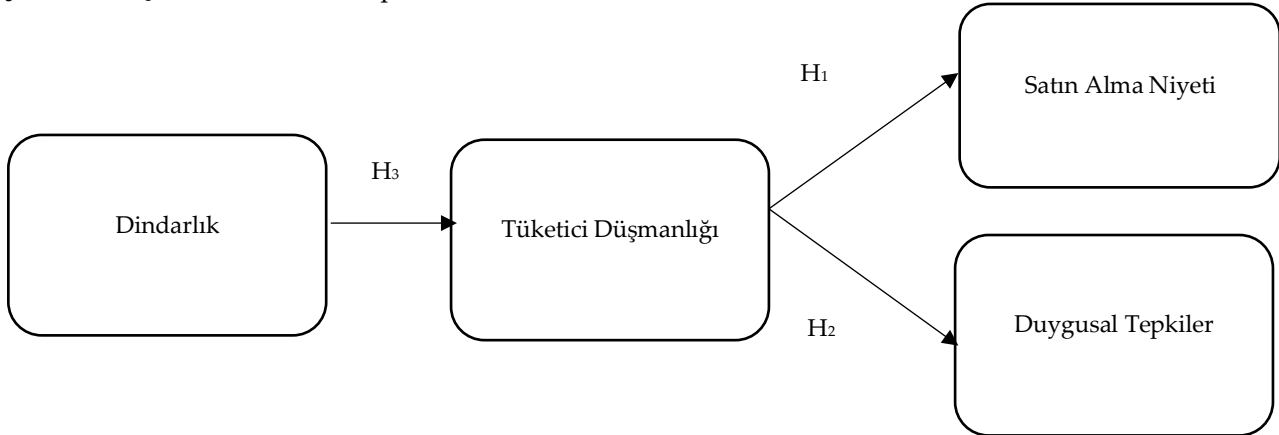 H1
Satın Alma Niyeti
H3
Dindarlık
Tüketici Düşmanlığı
H2
Duygusal Tepkiler